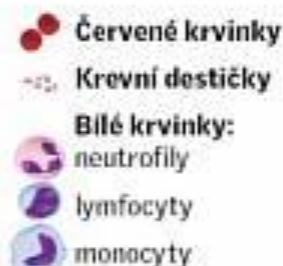 Červené krvinky
Krevní destičky
Bílé krvinky:
neutrofily
lymfocyty
monocyty